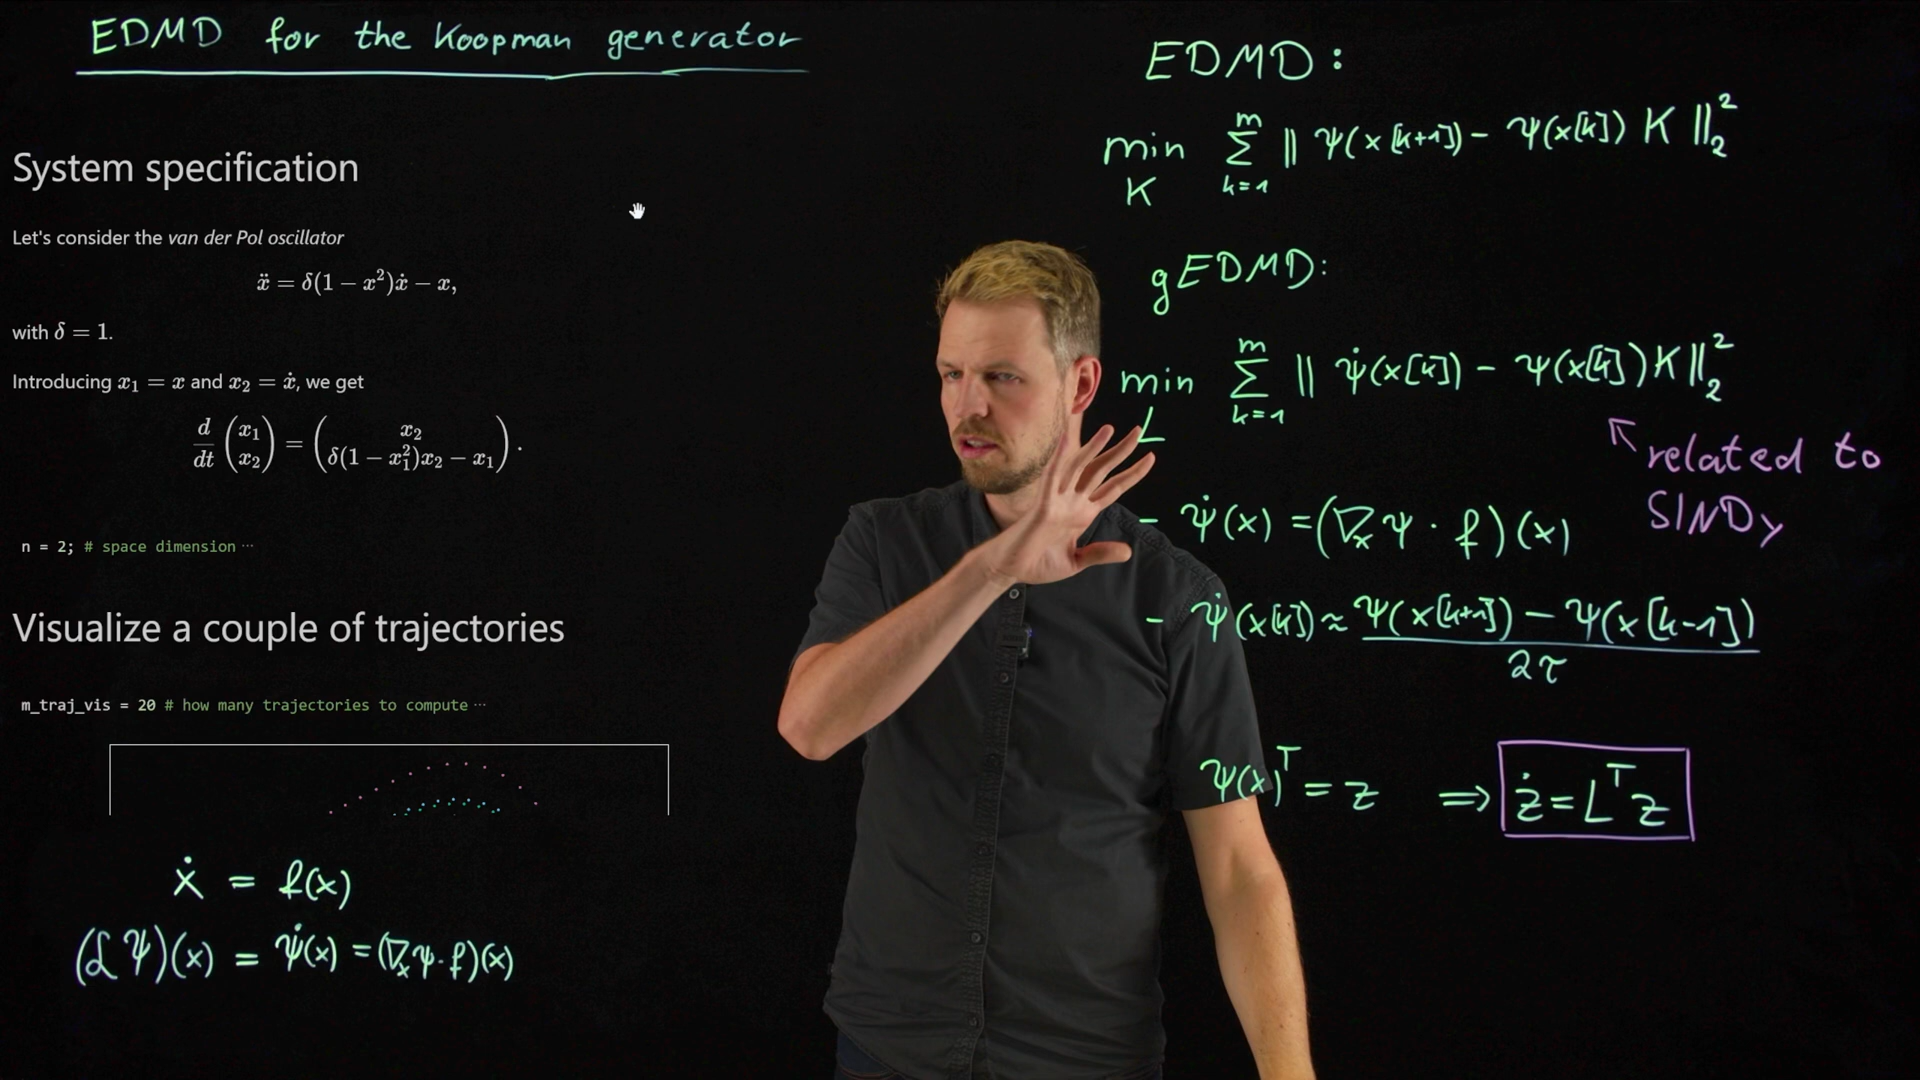 EDMD for the Koopman generator
System specification
Let's consider the van der Pol oscillator
ẍ = δ(1 − x²)ẋ − x,
with δ = 1.
Introducing x₁ = x and x₂ = ẋ, we get
d/dt (x₁ x₂) = (x₂ δ(1 − x₁²)x₂ − x₁).
n = 2; # space dimension ···
Visualize a couple of trajectories
m_traj_vis = 20 # how many trajectories to compute ···
ẋ = f(x)
(ℒψ)(x) = ψ̇(x) = (∇ₓψ · f)(x)
EDMD:
min K ∑ k=1 m ‖ ψ(x[k+1]) − ψ(x[k]) K ‖₂²
gEDMD:
min L ∑ k=1 m ‖ ψ̇(x[k]) − ψ(x[k]) K ‖₂²
↖ related to
SINDy
− ψ̇(x) = (∇ₓψ · f)(x)
− ψ̇(x[k]) ≈ (ψ(x[k+1]) − ψ(x[k−1])) / 2τ
ψ(x)ᵀ = z ⇒ ż = Lᵀz